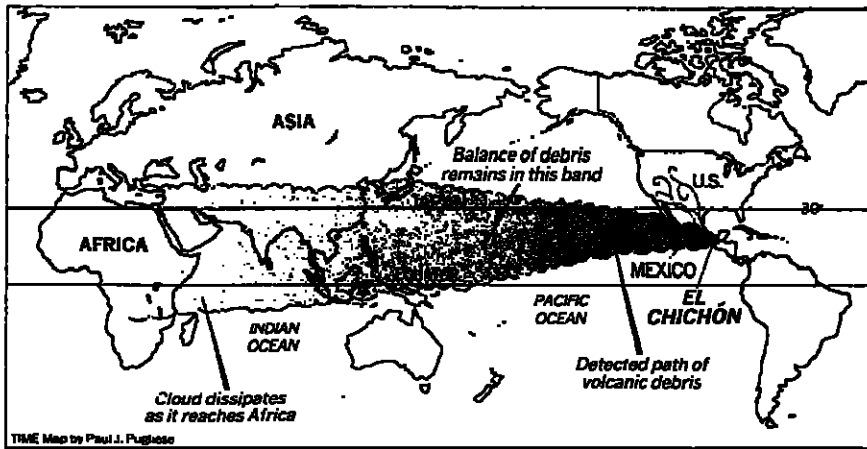 ASIA
Balance of debris
remains in this band
U.S.
30°
AFRICA
MEXICO
EL
CHICHÓN
PACIFIC
OCEAN
INDIAN
OCEAN
Detected path of
volcanic debris
Cloud dissipates
as it reaches Africa
TIME Map by Paul J. Pugliese